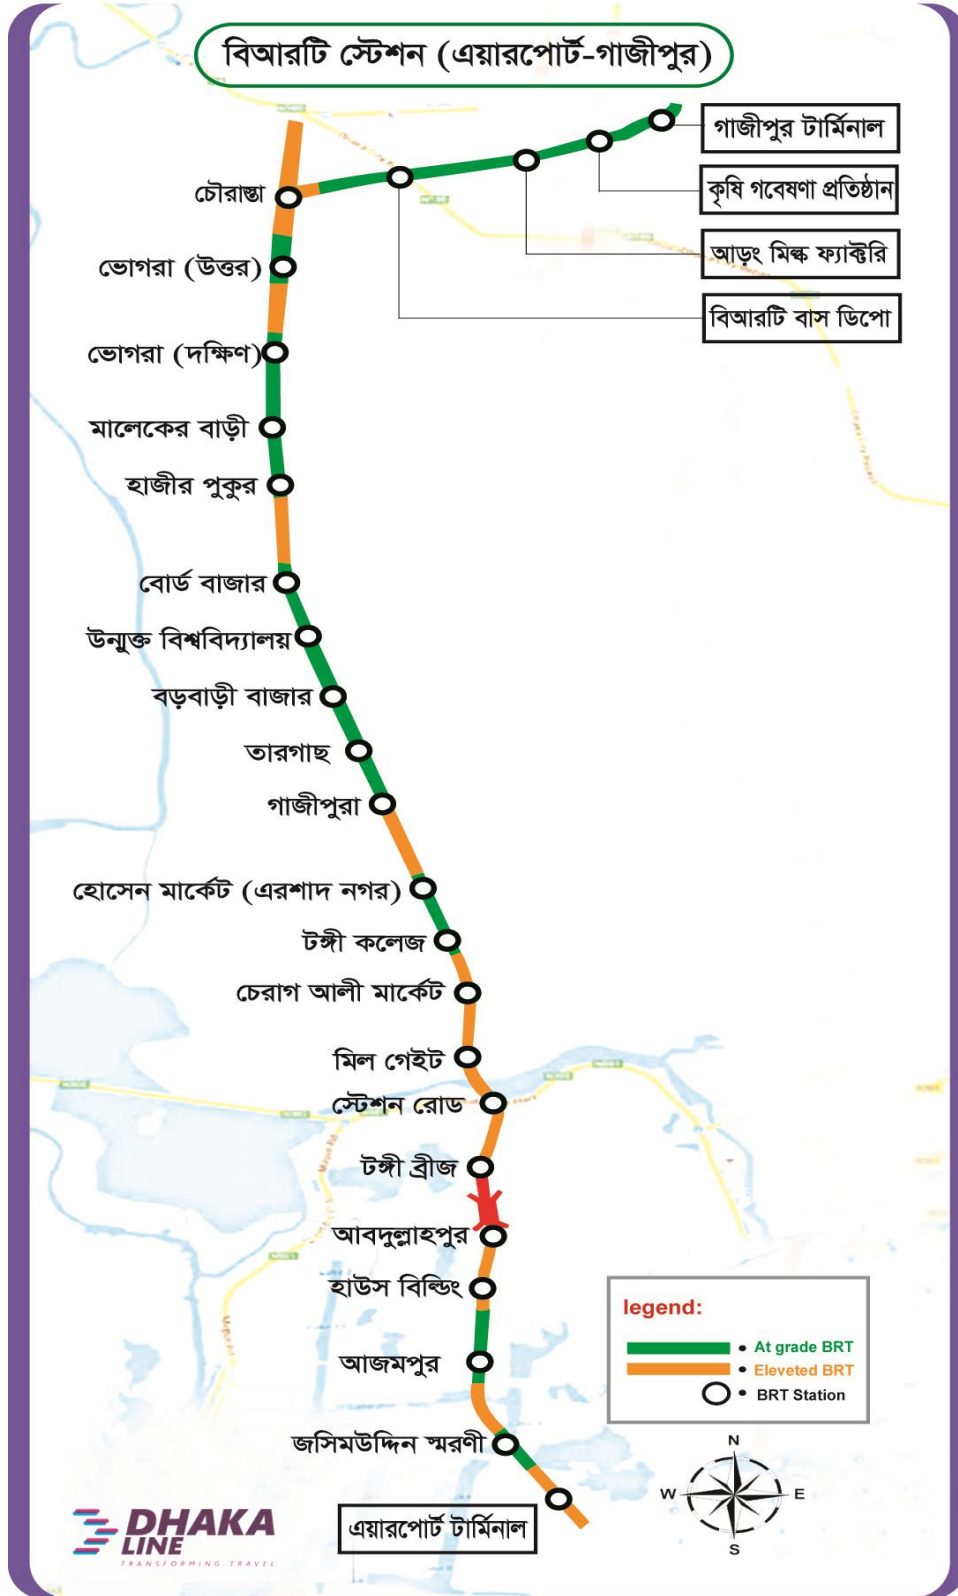 বিআরটি স্টেশন (এয়ারপোর্ট-গাজীপুর)
গাজীপুর টার্মিনাল
কৃষি গবেষণা প্রতিষ্ঠান
আড়ং মিল্ক ফ্যাক্টরি
বিআরটি বাস ডিপো
চৌরাস্তা
ভোগরা (উত্তর)
ভোগরা (দক্ষিণ)
মালেকের বাড়ী
হাজীর পুকুর
বোর্ড বাজার
উন্মুক্ত বিশ্ববিদ্যালয়
বড়বাড়ী বাজার
তারগাছ
গাজীপুরা
হোসেন মার্কেট (এরশাদ নগর)
টঙ্গী কলেজ
চেরাগ আলী মার্কেট
মিল গেইট
স্টেশন রোড
টঙ্গী ব্রীজ
আবদুল্লাহপুর
হাউস বিল্ডিং
আজমপুর
জসিমউদ্দিন স্মরণী
এয়ারপোর্ট টার্মিনাল
legend:
At grade BRT
Eleveted BRT
BRT Station
N
W
E
S
DHAKA
LINE
TRANSFORMING TRAVEL